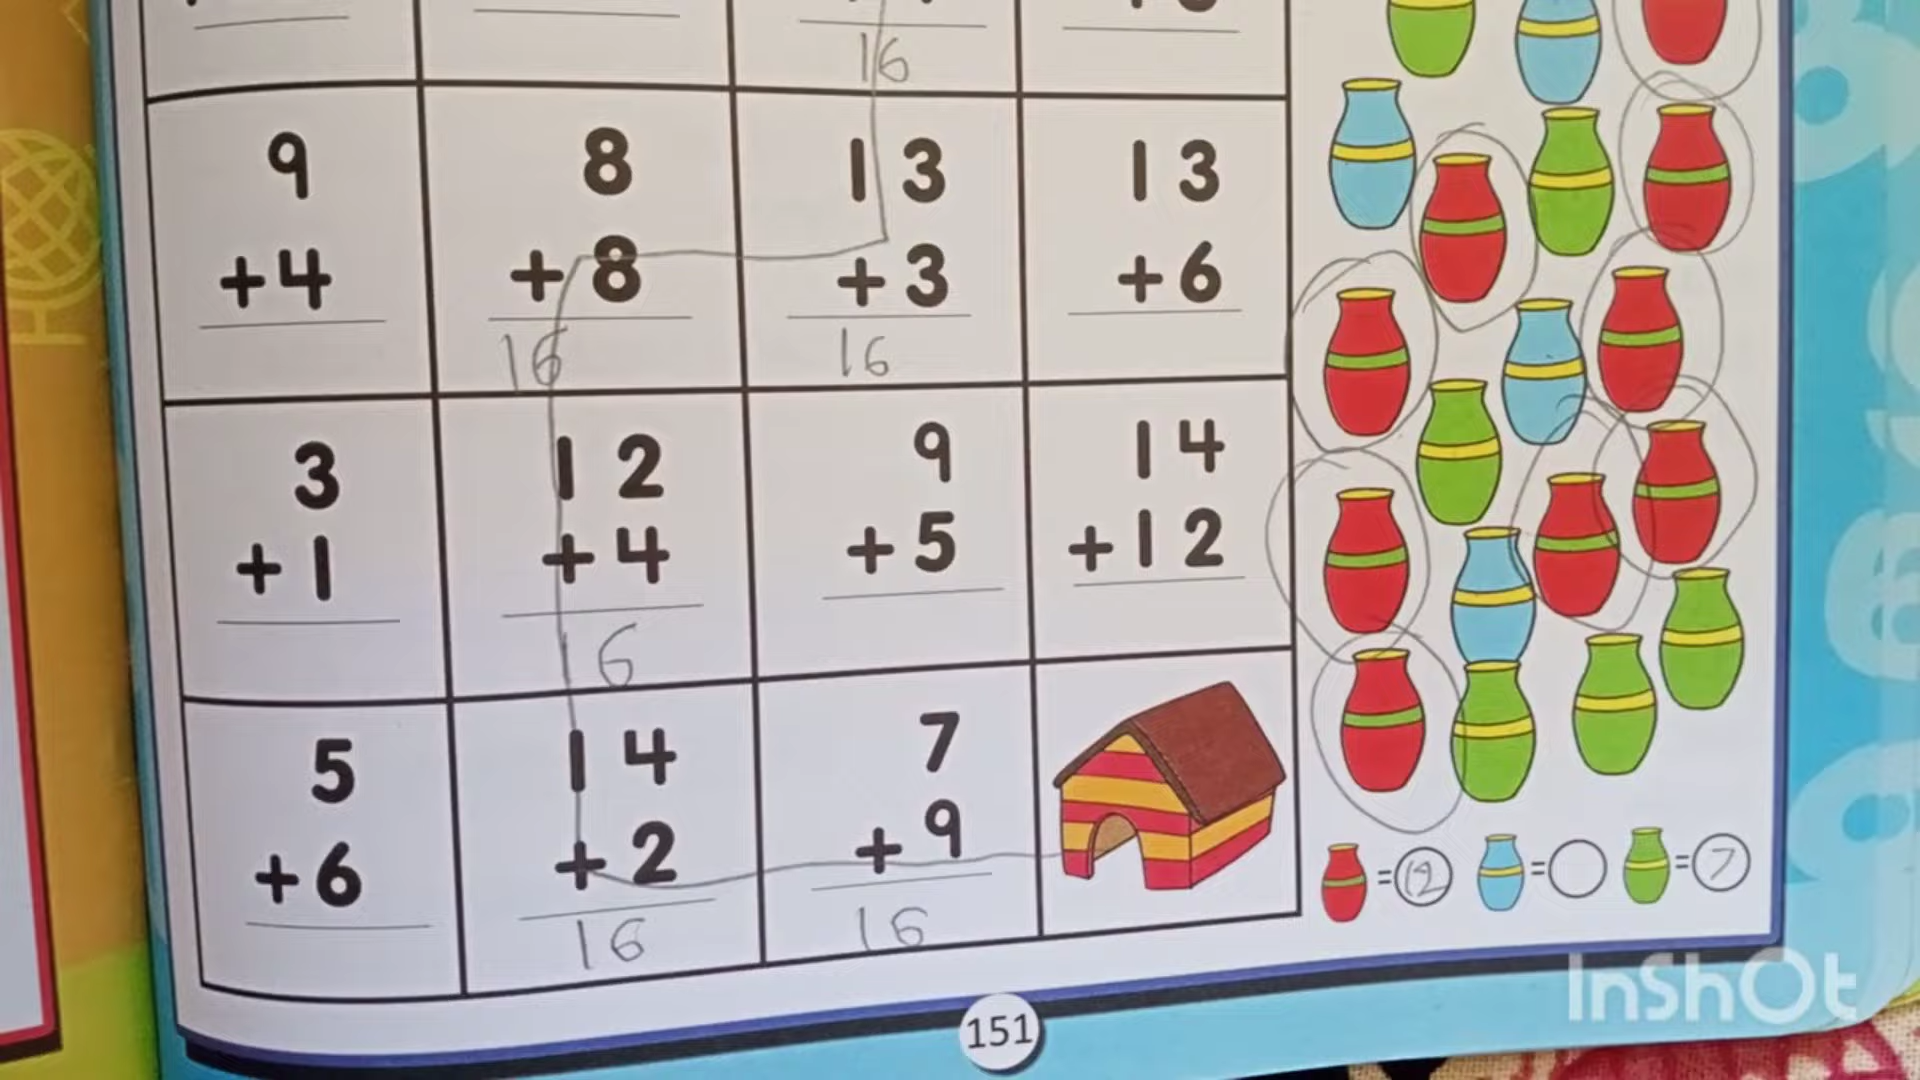 16
9 8 13 13
+4 +8 +3 +6
16 16
3 12 9 14
+1 +4 +5 +12
16
5 14 7
+6 +2 +9
16 16
=12 = =7
151
InShOt